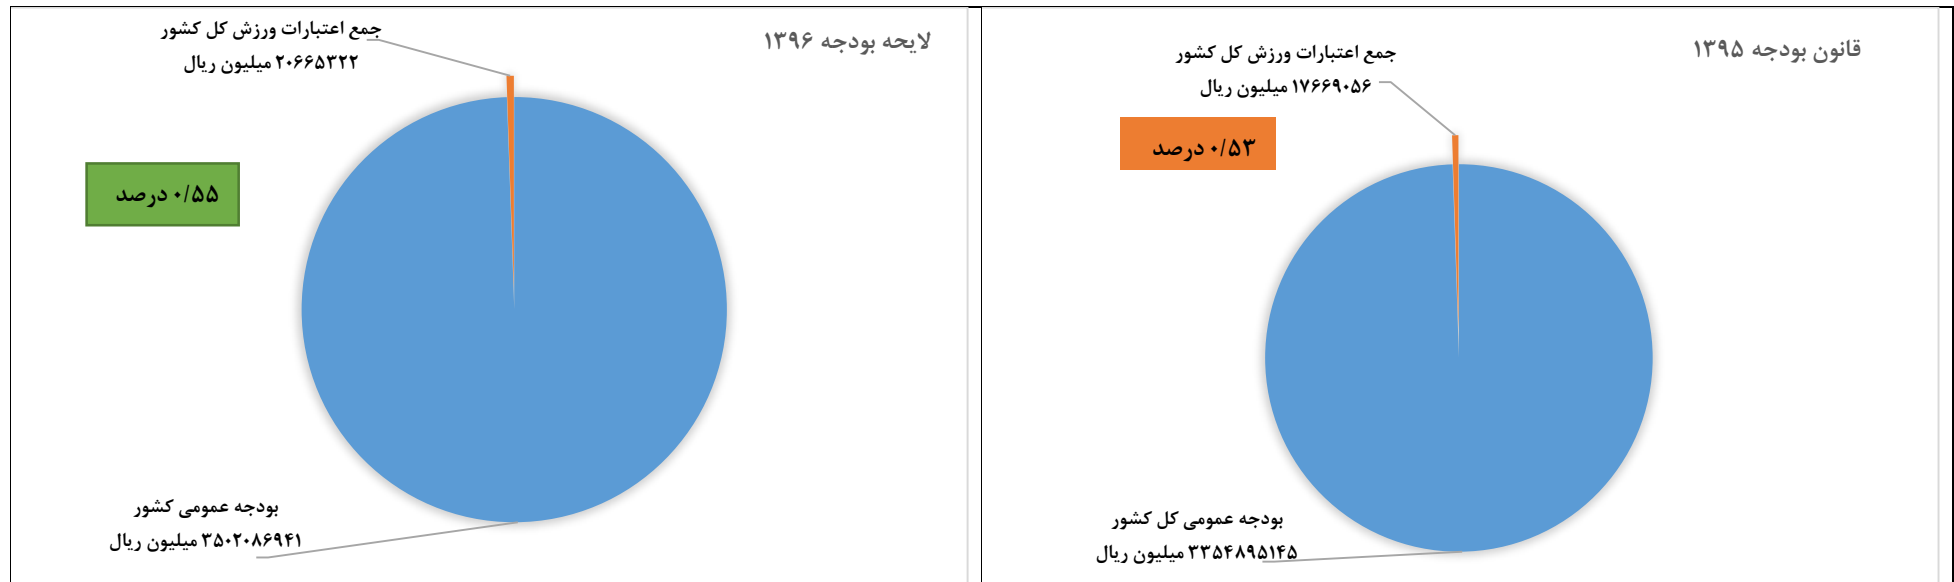 قانون بودجه ۱۳۹۵
جمع اعتبارات ورزش کل کشور
۱۷۶۶۹۰۵۶ میلیون ریال
۰/۵۳ درصد
بودجه عمومی کل کشور
۳۳۵۴۸۹۵۱۴۵ میلیون ریال
لایحه بودجه ۱۳۹۶
جمع اعتبارات ورزش کل کشور
۲۰۶۶۵۳۲۲ میلیون ریال
۰/۵۵ درصد
بودجه عمومی کشور
۳۵۰۲۰۸۶۹۴۱ میلیون ریال